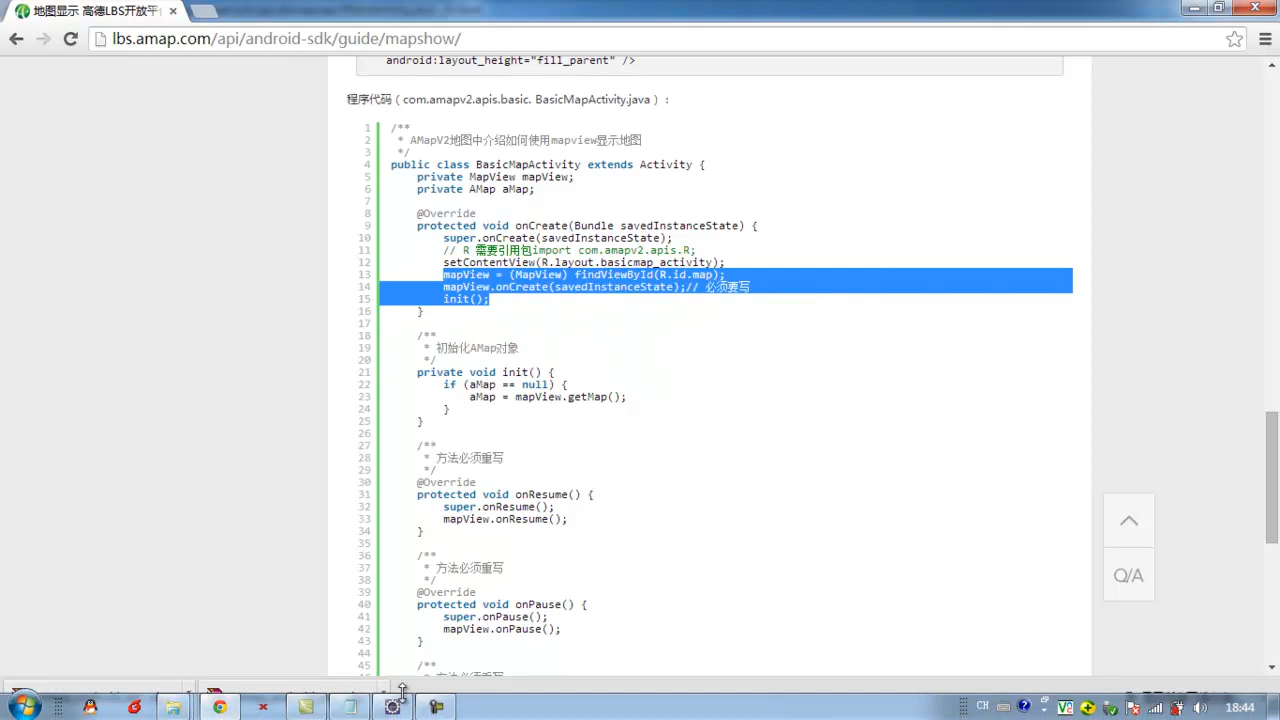 地图显示 高德LBS开放平
lbs.amap.com/api/android-sdk/guide/mapshow/
android:layout_height="fill_parent" />
程序代码（com.amapv2.apis.basic. BasicMapActivity.java）:
1 /**
2 * AMapV2地图中介绍如何使用mapview显示地图
3 */
4 public class BasicMapActivity extends Activity {
5 private MapView mapView;
6 private AMap aMap;
7
8 @Override
9 protected void onCreate(Bundle savedInstanceState) {
10 super.onCreate(savedInstanceState);
11 // R 需要引用包import com.amapv2.apis.R;
12 setContentView(R.layout.basicmap_activity);
13 mapView = (MapView) findViewById(R.id.map);
14 mapView.onCreate(savedInstanceState);// 必须要写
15 init();
16 }
17
18 /**
19 * 初始化AMap对象
20 */
21 private void init() {
22 if (aMap == null) {
23 aMap = mapView.getMap();
24 }
25 }
26
27 /**
28 * 方法必须重写
29 */
30 @Override
31 protected void onResume() {
32 super.onResume();
33 mapView.onResume();
34 }
35
36 /**
37 * 方法必须重写
38 */
39 @Override
40 protected void onPause() {
41 super.onPause();
42 mapView.onPause();
43 }
44
45 /**
Q/A
CH
18:44